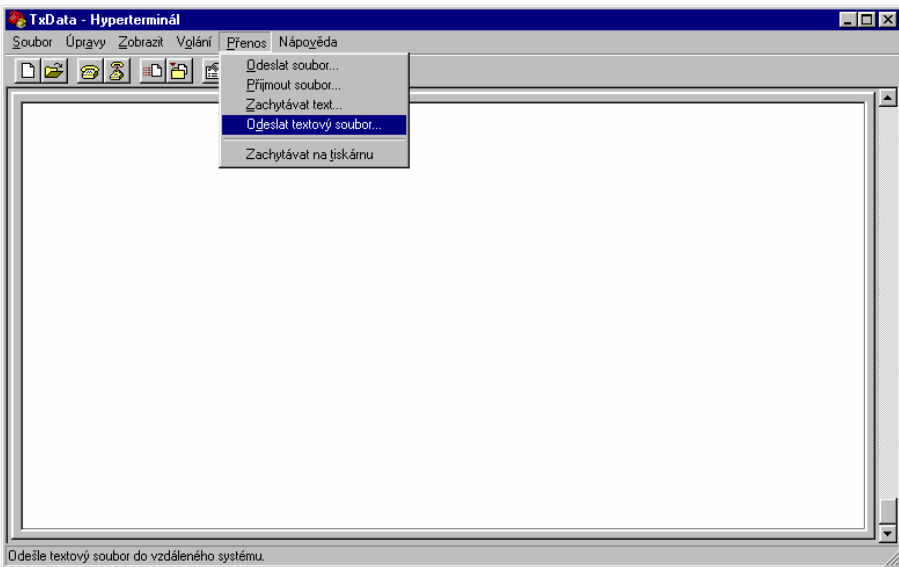 TxData - Hyperterminál
Soubor Úpravy Zobrazit Volání Přenos Nápověda
Odeslat soubor...
Přijmout soubor...
Zachytávat text...
Odeslat textový soubor...
Zachytávat na tiskárnu
Odešle textový soubor do vzdáleného systému.